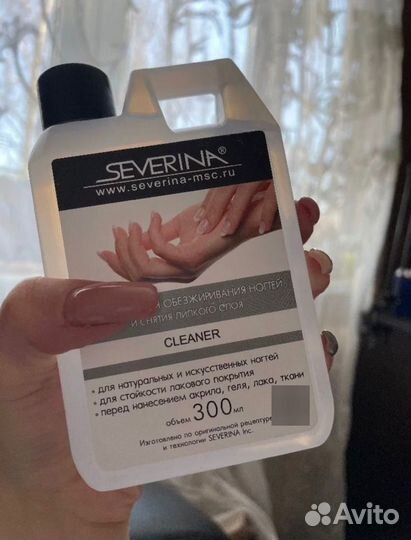 SEVERINA®
www.severina-msc.ru
ОБЕЗЖИРИВАНИЯ НОГТЕЙ
И СНЯТИЯ ЛИПКОГО СЛОЯ
CLEANER
• для натуральных и искусственных ногтей
• для стойкости лакового покрытия
• перед нанесением акрила, геля, лака, ткани
объем 300 мл
Изготовлено по оригинальной рецептуре
и технологии SEVERINA Inc.
Avito